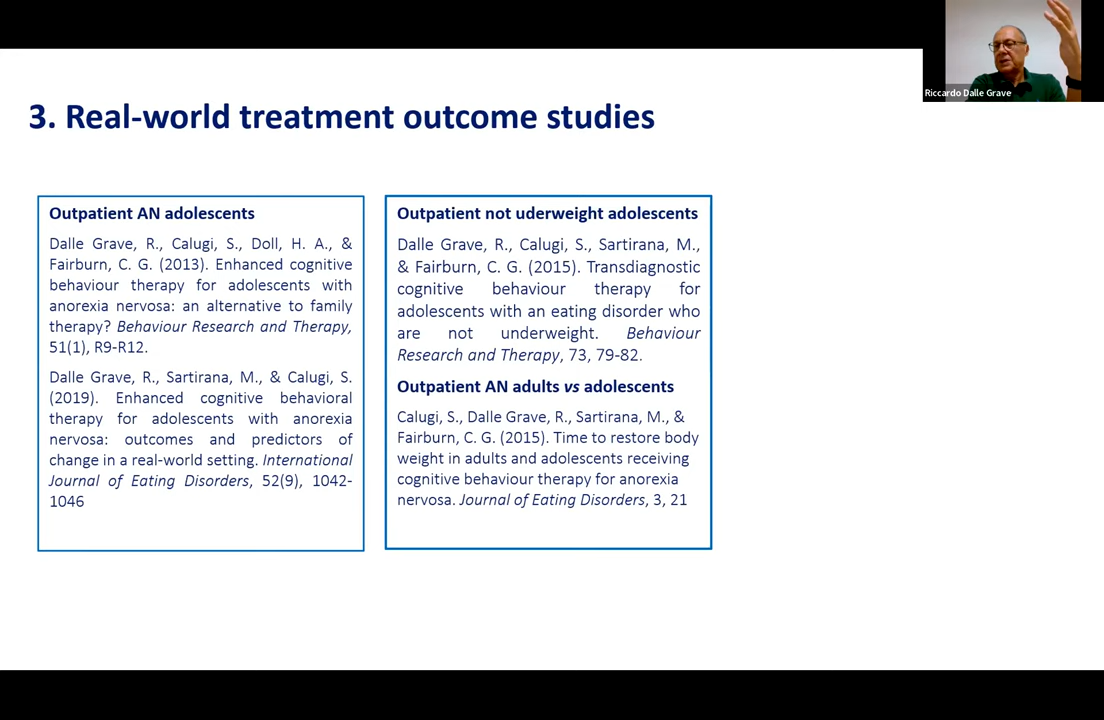 Riccardo Dalle Grave
3. Real-world treatment outcome studies
Outpatient AN adolescents
Dalle Grave, R., Calugi, S., Doll, H. A., &
Fairburn, C. G. (2013). Enhanced cognitive
behaviour therapy for adolescents with
anorexia nervosa: an alternative to family
therapy? Behaviour Research and Therapy,
51(1), R9-R12.
Dalle Grave, R., Sartirana, M., & Calugi, S.
(2019). Enhanced cognitive behavioral
therapy for adolescents with anorexia
nervosa: outcomes and predictors of
change in a real-world setting. International
Journal of Eating Disorders, 52(9), 1042-
1046
Outpatient not uderweight adolescents
Dalle Grave, R., Calugi, S., Sartirana, M.,
& Fairburn, C. G. (2015). Transdiagnostic
cognitive behaviour therapy for
adolescents with an eating disorder who
are not underweight. Behaviour
Research and Therapy, 73, 79-82.
Outpatient AN adults vs adolescents
Calugi, S., Dalle Grave, R., Sartirana, M., &
Fairburn, C. G. (2015). Time to restore body
weight in adults and adolescents receiving
cognitive behaviour therapy for anorexia
nervosa. Journal of Eating Disorders, 3, 21